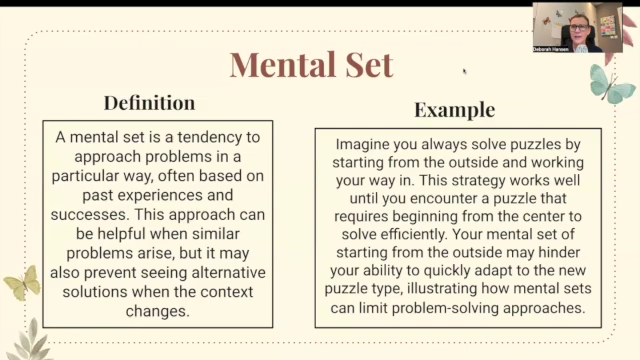 Mental Set
Definition
A mental set is a tendency to
approach problems in a
particular way, often based on
past experiences and
successes. This approach can
be helpful when similar
problems arise, but it may
also prevent seeing alternative
solutions when the context
changes.
Example
Imagine you always solve puzzles by
starting from the outside and working
your way in. This strategy works well
until you encounter a puzzle that
requires beginning from the center to
solve efficiently. Your mental set of
starting from the outside may hinder
your ability to quickly adapt to the new
puzzle type, illustrating how mental sets
can limit problem-solving approaches.
Deborah Hansen